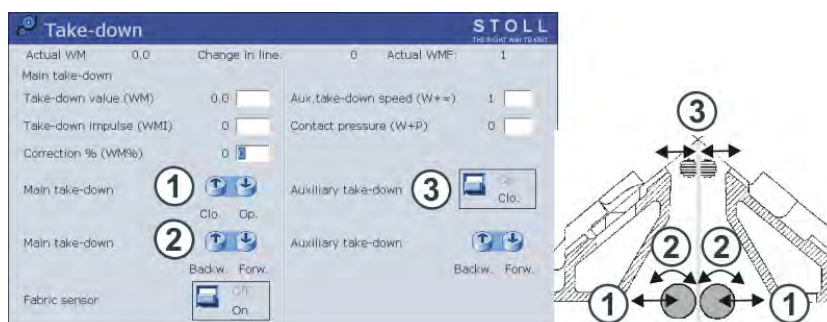 Take-down
STOLL
THE RIGHT WAY TO KNIT
Actual WM 0.0 Change in line: 0 Actual WMF: 1
Main take-down
Take-down value (WM) 0.0 Aux.take-down speed (W+=) 1
Take-down impulse (WMI) 0 Contact pressure (W+P) 0
Correction % (WM%) 0
Main take-down 1 Auxiliary take-down 3
Clo. Op. Clo.
Main take-down 2 Auxiliary take-down
Backw. Forw. Backw. Forw.
Fabric sensor Off
On
3
2 2
1 1